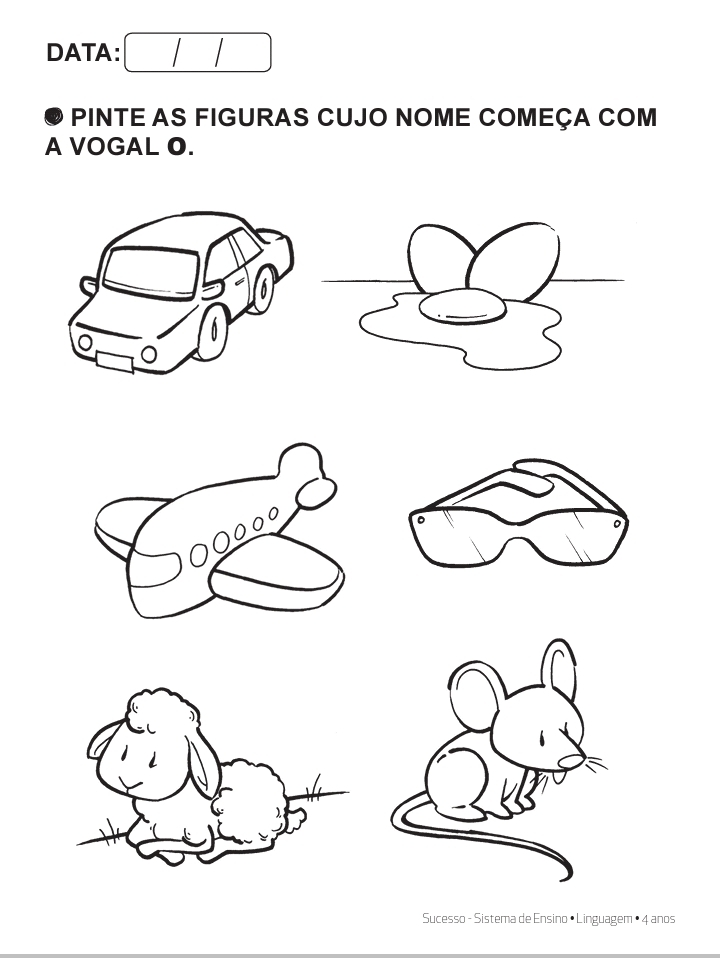 DATA: / /
PINTE AS FIGURAS CUJO NOME COMEÇA COM
A VOGAL O.
Sucesso - Sistema de Ensino • Linguagem • 4 anos